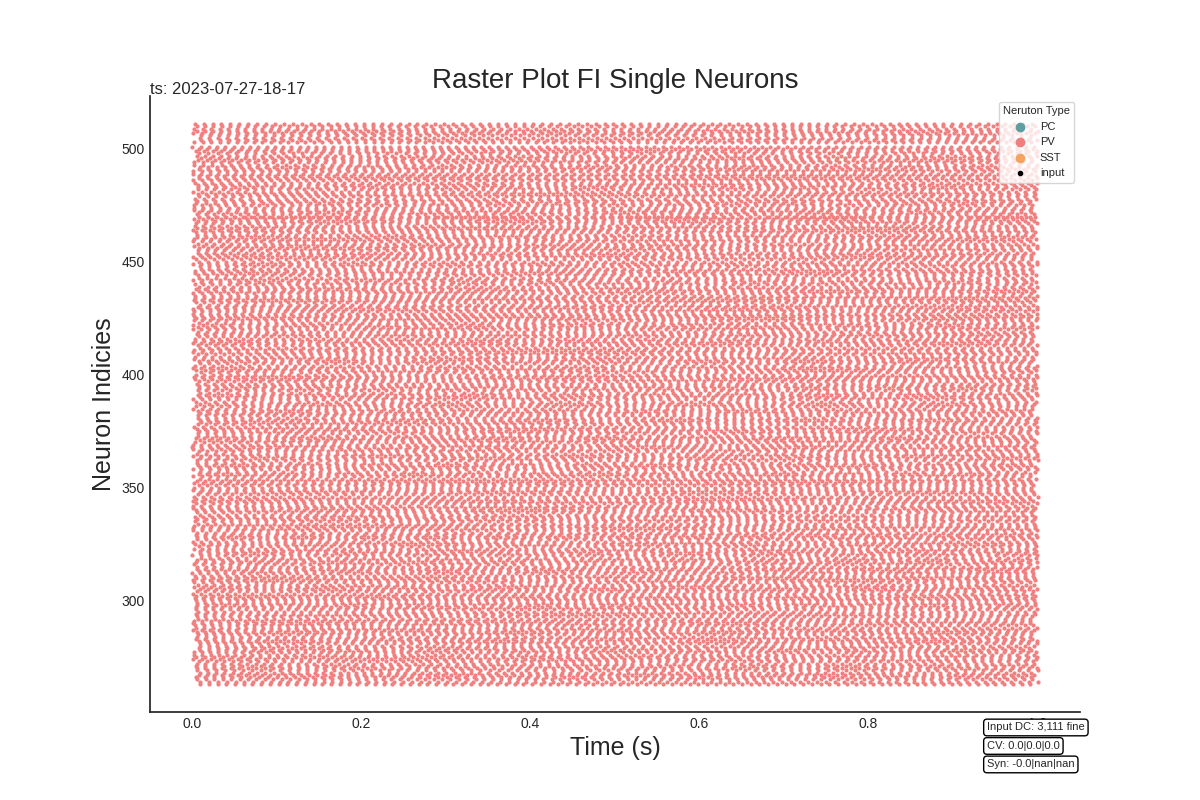 Raster Plot FI Single Neurons
ts: 2023-07-27-18-17
Neruton Type
PC
PV
SST
input
Neuron Indicies
500
450
400
350
300
0.0
0.2
0.4
0.6
0.8
Time (s)
Input DC: 3,111 fine
CV: 0.0|0.0|0.0
Syn: -0.0|nan|nan